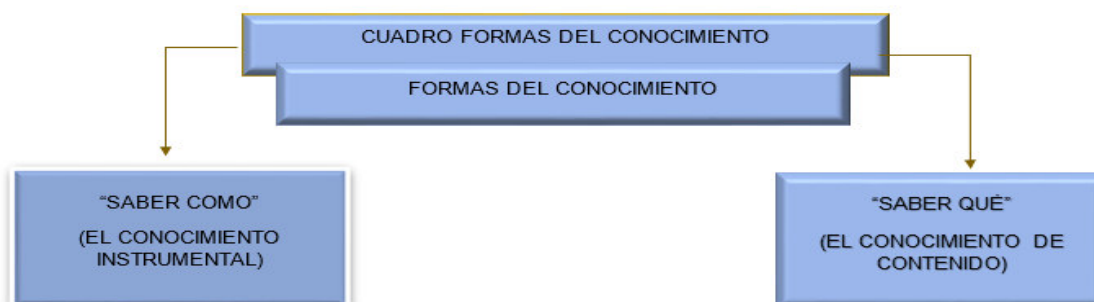 CUADRO FORMAS DEL CONOCIMIENTO
FORMAS DEL CONOCIMIENTO
“SABER COMO”
(EL CONOCIMIENTO
INSTRUMENTAL)
“SABER QUÉ”
(EL CONOCIMIENTO DE
CONTENIDO)